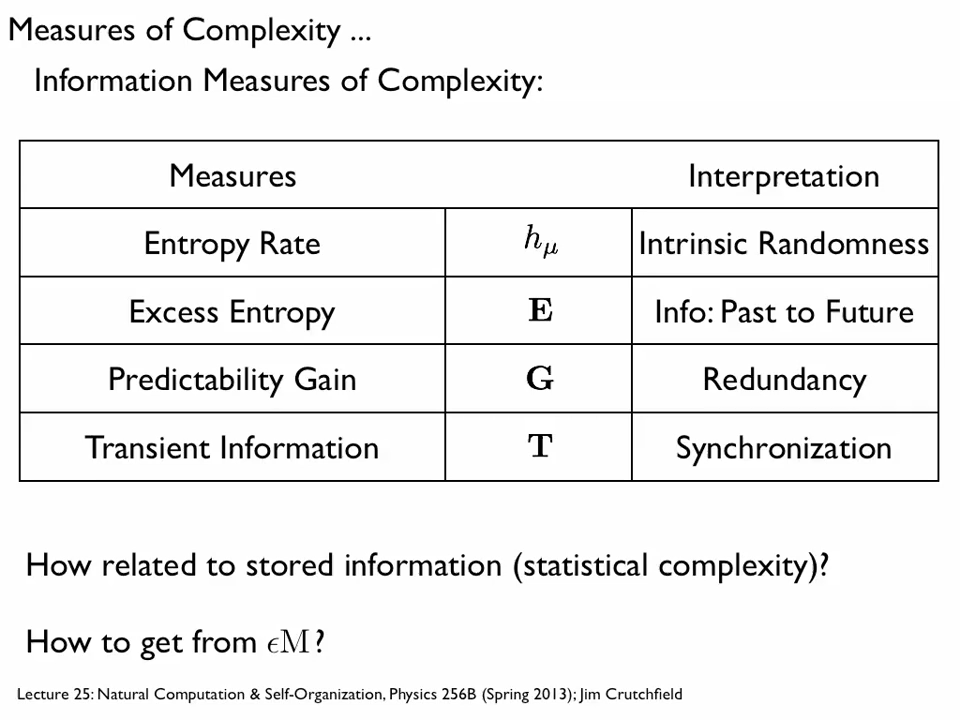 Measures of Complexity ...
Information Measures of Complexity:
Measures Interpretation
Entropy Rate hμ Intrinsic Randomness
Excess Entropy E Info: Past to Future
Predictability Gain G Redundancy
Transient Information T Synchronization
How related to stored information (statistical complexity)?
How to get from ϵM?
Lecture 25: Natural Computation & Self-Organization, Physics 256B (Spring 2013); Jim Crutchfield